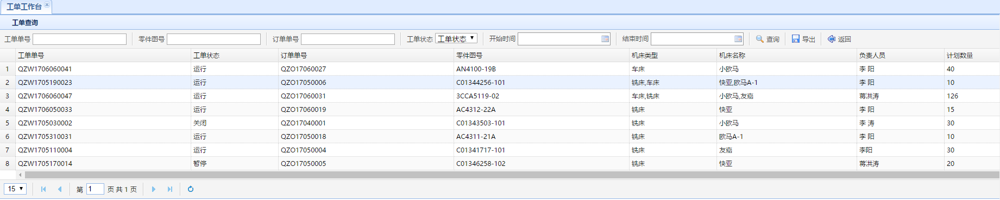 工单工作台
工单查询
工单单号 零件图号 订单单号 工单状态 工单状态 开始时间 结束时间 查询 导出 返回
工单单号 工单状态 订单单号 零件图号 机床类型 机床名称 负责人员 计划数量
1 QZW1706060041 运行 QZO17060027 AN4100-19B 车床 小欧马 李 阳 40
2 QZW1705190023 运行 QZO17050006 C01344256-101 铣床,车床 快亚,欧马A-1 李 阳 10
3 QZW1706060047 运行 QZO17060031 3CCA5119-02 车床,铣床 小欧马,友嘉 蒋洪涛 126
4 QZW1706050033 运行 QZO17060019 AC4312-22A 铣床 快亚 李 阳 15
5 QZW1705030002 关闭 QZO17040001 C01343503-101 铣床 小欧马 李 涛 30
6 QZW1705310031 运行 QZO17050018 AC4311-21A 铣床 欧马A-1 李 阳 10
7 QZW1705110004 运行 QZO17050004 C01341717-101 铣床 友嘉 李阳 30
8 QZW1705170014 暂停 QZO17050005 C01346258-102 铣床 快亚 蒋洪涛 20
15 第 1 页 共 1 页